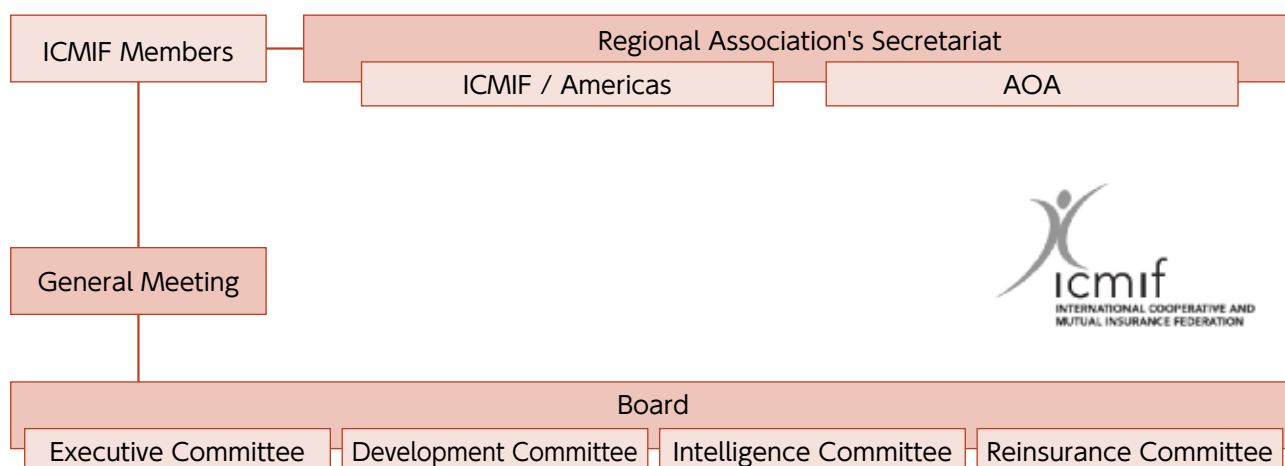 ICMIF Members
Regional Association's Secretariat
ICMIF / Americas
AOA
icmif
INTERNATIONAL COOPERATIVE AND
MUTUAL INSURANCE FEDERATION
General Meeting
Board
Executive Committee
Development Committee
Intelligence Committee
Reinsurance Committee